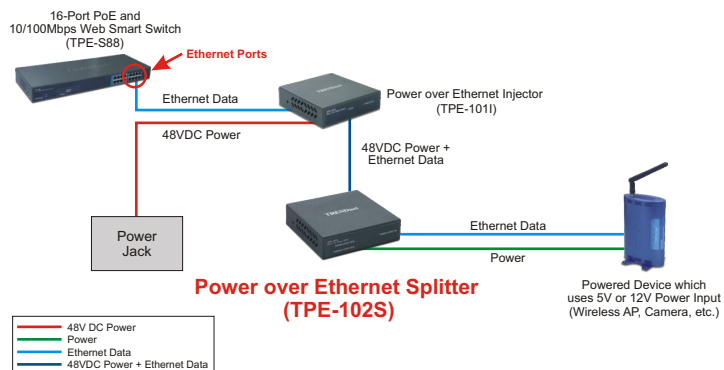 16-Port PoE and
10/100Mbps Web Smart Switch
(TPE-S88)
Ethernet Ports
Ethernet Data
48VDC Power
TRENDnet
Power over Ethernet Injector
(TPE-101I)
48VDC Power +
Ethernet Data
Power
Jack
TRENDnet
Ethernet Data
Power
Power over Ethernet Splitter
(TPE-102S)
Powered Device which
uses 5V or 12V Power Input
(Wireless AP, Camera, etc.)
48V DC Power
Power
Ethernet Data
48VDC Power + Ethernet Data